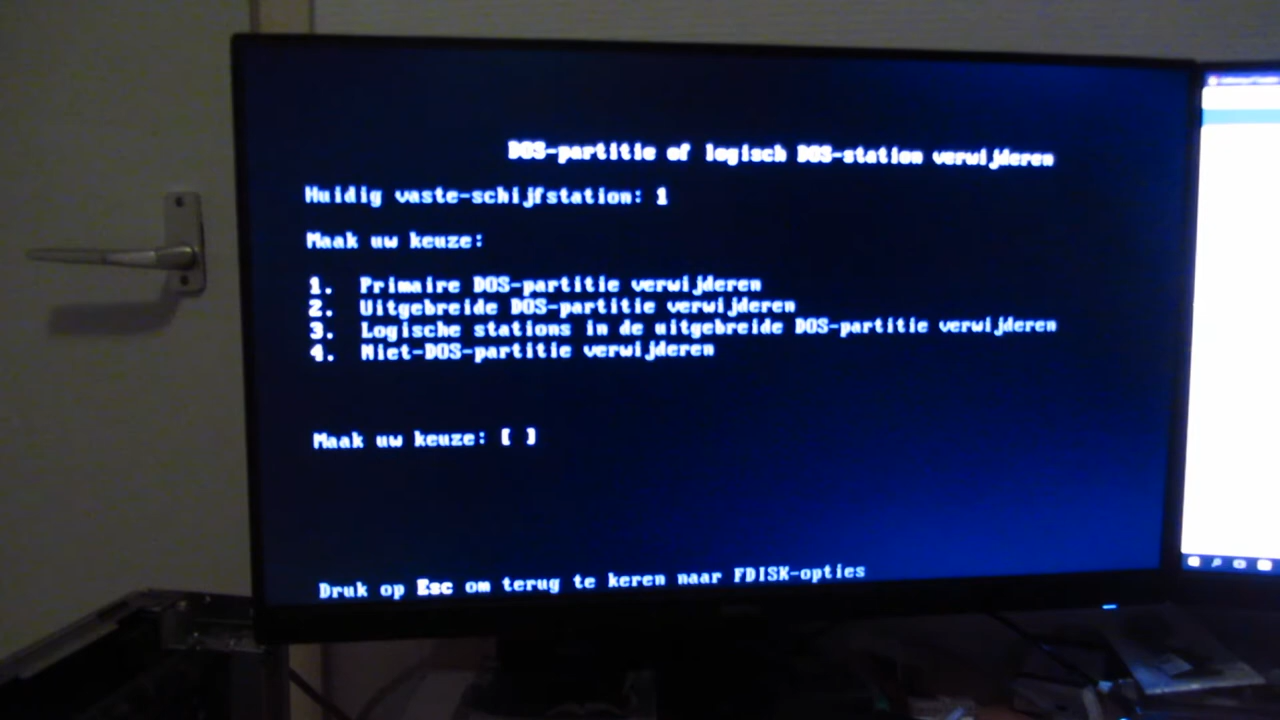 DOS-partitie of logisch DOS-station verwijderen
Huidig vaste-schijfstation: 1
Maak uw keuze:
1. Primaire DOS-partitie verwijderen
2. Uitgebreide DOS-partitie verwijderen
3. Logische stations in de uitgebreide DOS-partitie verwijderen
4. Niet-DOS-partitie verwijderen
Maak uw keuze: [ ]
Druk op Esc om terug te keren naar FDISK-opties